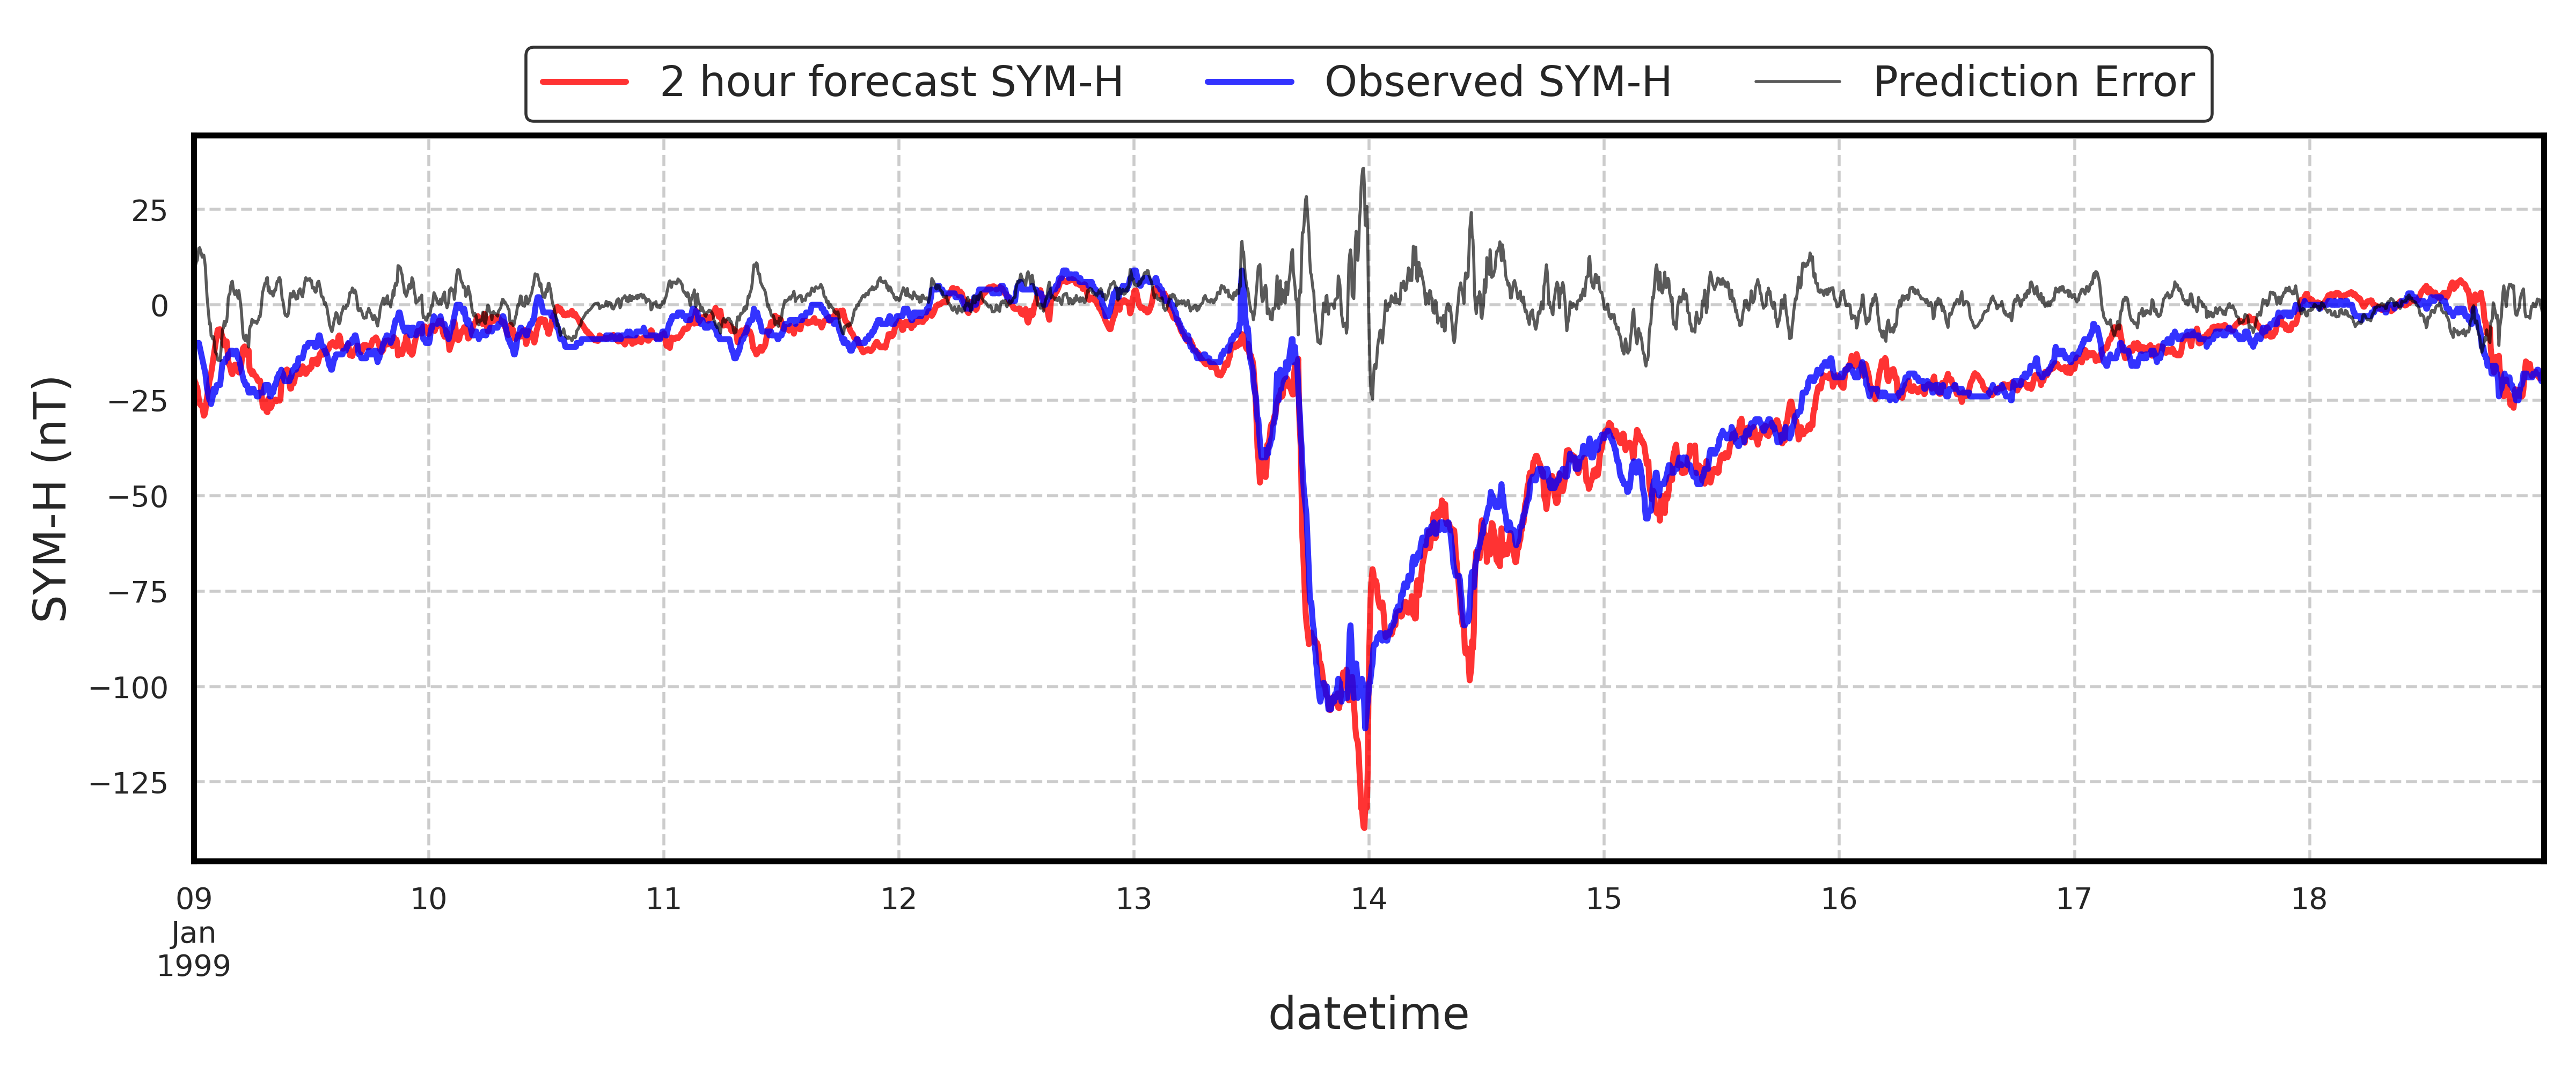 2 hour forecast SYM-H Observed SYM-H Prediction Error
SYM-H (nT)
25
0
−25
−50
−75
−100
−125
09 10 11 12 13 14 15 16 17 18
Jan
1999
datetime